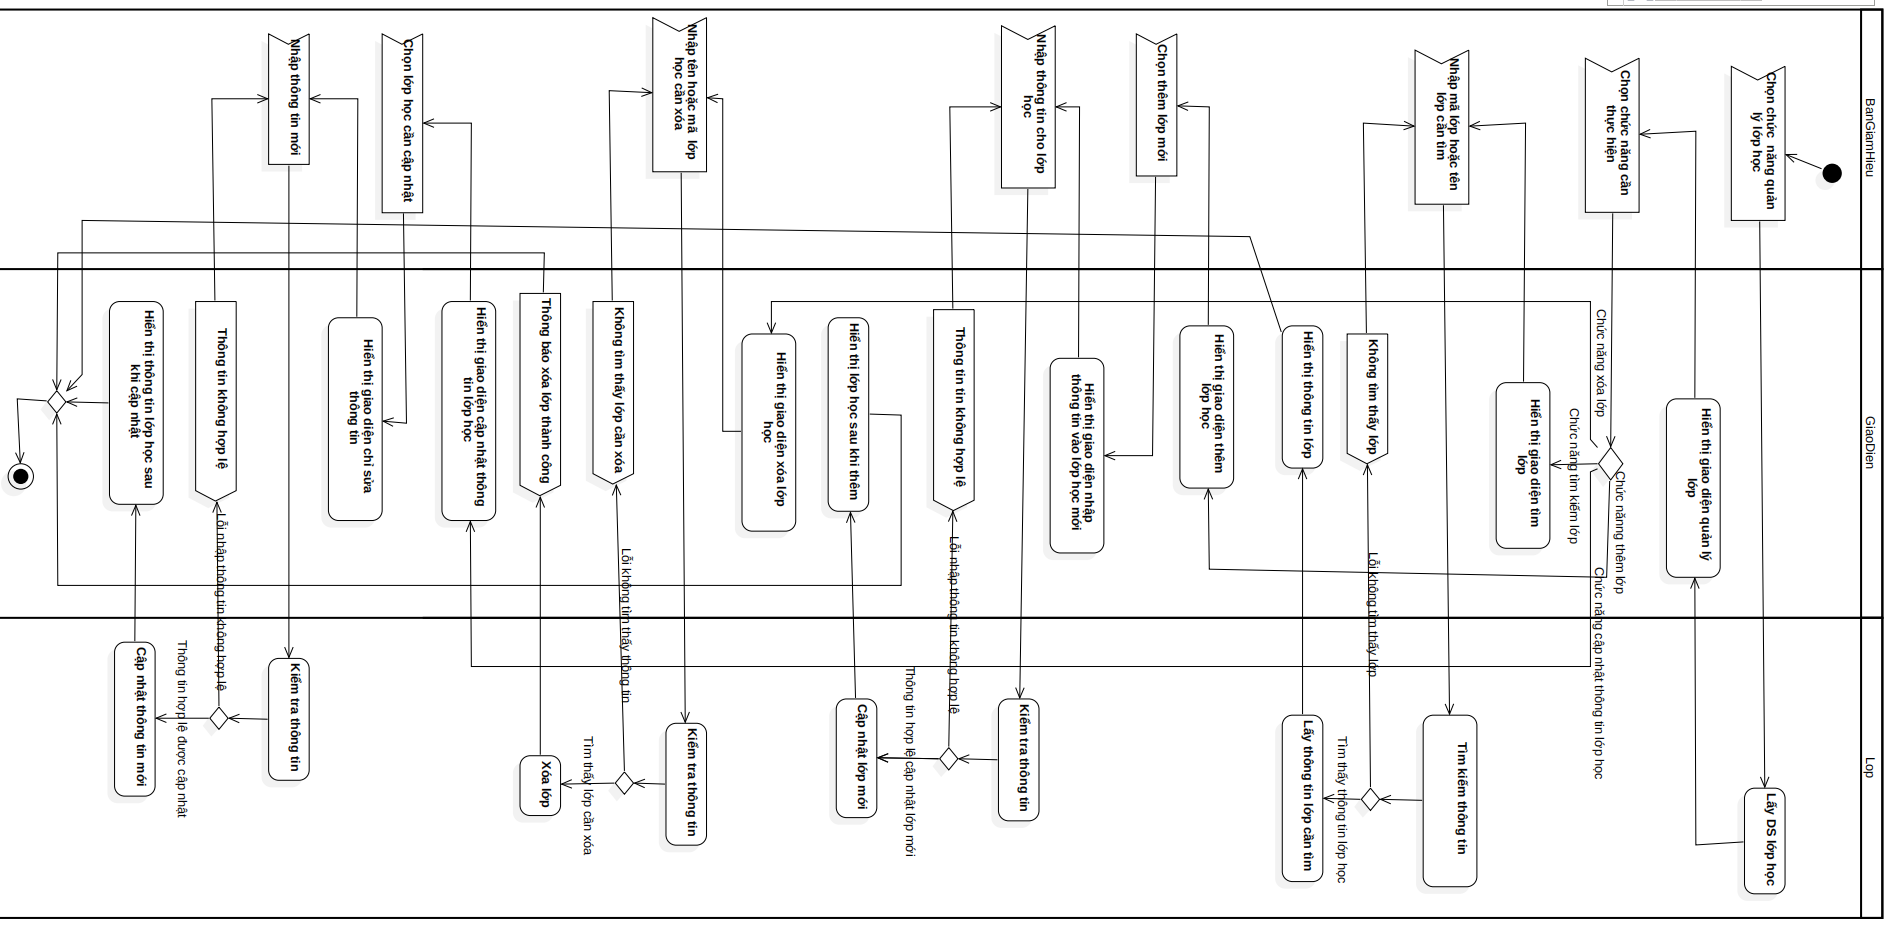 BanGiamHieu
GiaoDien
Lop
Chọn chức năng quản
lý lớp học
Lấy DS lớp học
Hiển thị giao diện quản lý
lớp
Chọn chức năng cần
thực hiện
Chức năng xóa lớp
Chức nănng thêm lớp
Chức năng cập nhật thông tin lớp học
Chức năng tìm kiếm lớp
Hiển thị giao diện tìm
lớp
Nhập mã lớp hoặc tên
lớp cần tìm
Tìm kiếm thông tin
Không tìm thấy lớp
Lỗi không tìm thấy lớp
Tìm thấy thông tin lớp học
Hiển thị thông tin lớp
Lấy thông tin lớp cần tìm
Hiển thị giao diện thêm
lớp học
Chọn thêm lớp mới
Hiển thị giao diện nhập
thông tin vào lớp học mới
Nhập thông tin cho lớp
học
Kiểm tra thông tin
Thông tin tin không hợp lệ
Lỗi nhập thông tin không hợp lệ
Thông tin hợp lệ cập nhật lớp mới
Hiển thị lớp học sau khi thêm
Cập nhật lớp mới
Hiển thị giao diện xóa lớp
học
Nhập tên hoặc mã lớp
học cần xóa
Kiểm tra thông tin
Không tìm thấy lớp cần xóa
Lỗi không tìm thấy thông tin
Tìm thấy lớp cần xóa
Thông báo xóa lớp thành công
Xóa lớp
Hiển thị giao diện cập nhật thông
tin lớp học
Chọn lớp học cần cập nhật
Hiển thị giao diện chỉ sửa
thông tin
Nhập thông tin mới
Kiểm tra thông tin
Thông tin không hợp lệ
Lỗi nhập thông tin không hợp lệ
Thông tin hợp lệ được cập nhật
Hiển thị thông tin lớp học sau
khi cập nhật
Cập nhật thông tin mới